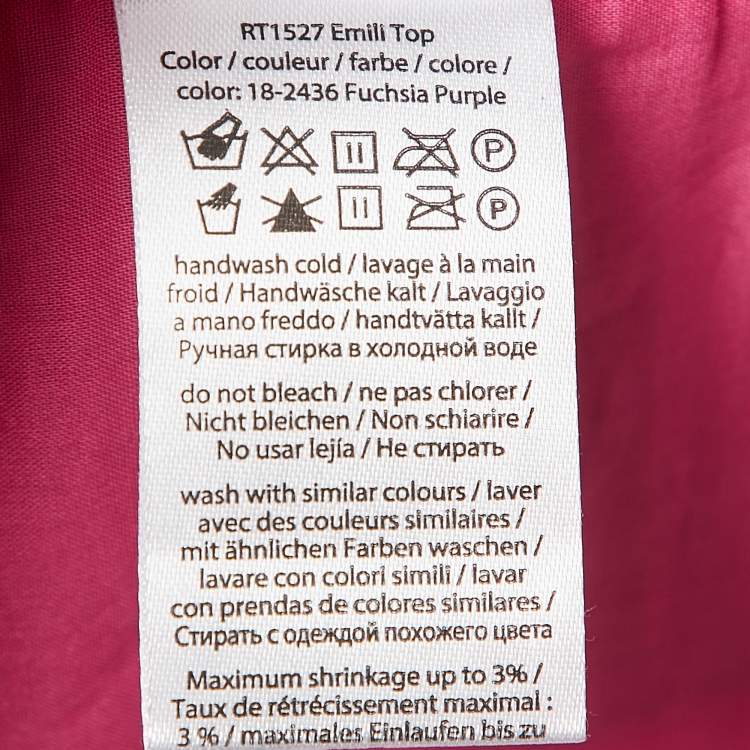 RT1527 Emili Top
Color / couleur / farbe / colore /
color: 18-2436 Fuchsia Purple
P
P
handwash cold / lavage à la main
froid / Handwäsche kalt / Lavaggio
a mano freddo / handtvätta kallt /
Ручная стирка в холодной воде
do not bleach / ne pas chlorer /
Nicht bleichen / Non schiarire /
No usar lejía / Не стирать
wash with similar colours / laver
avec des couleurs similaires /
mit ähnlichen Farben waschen /
lavare con colori simili / lavar
con prendas de colores similares /
Стирать с одеждой похожего цвета
Maximum shrinkage up to 3% /
Taux de rétrécissement maximal :
3 % / maximales Einlaufen bis zu